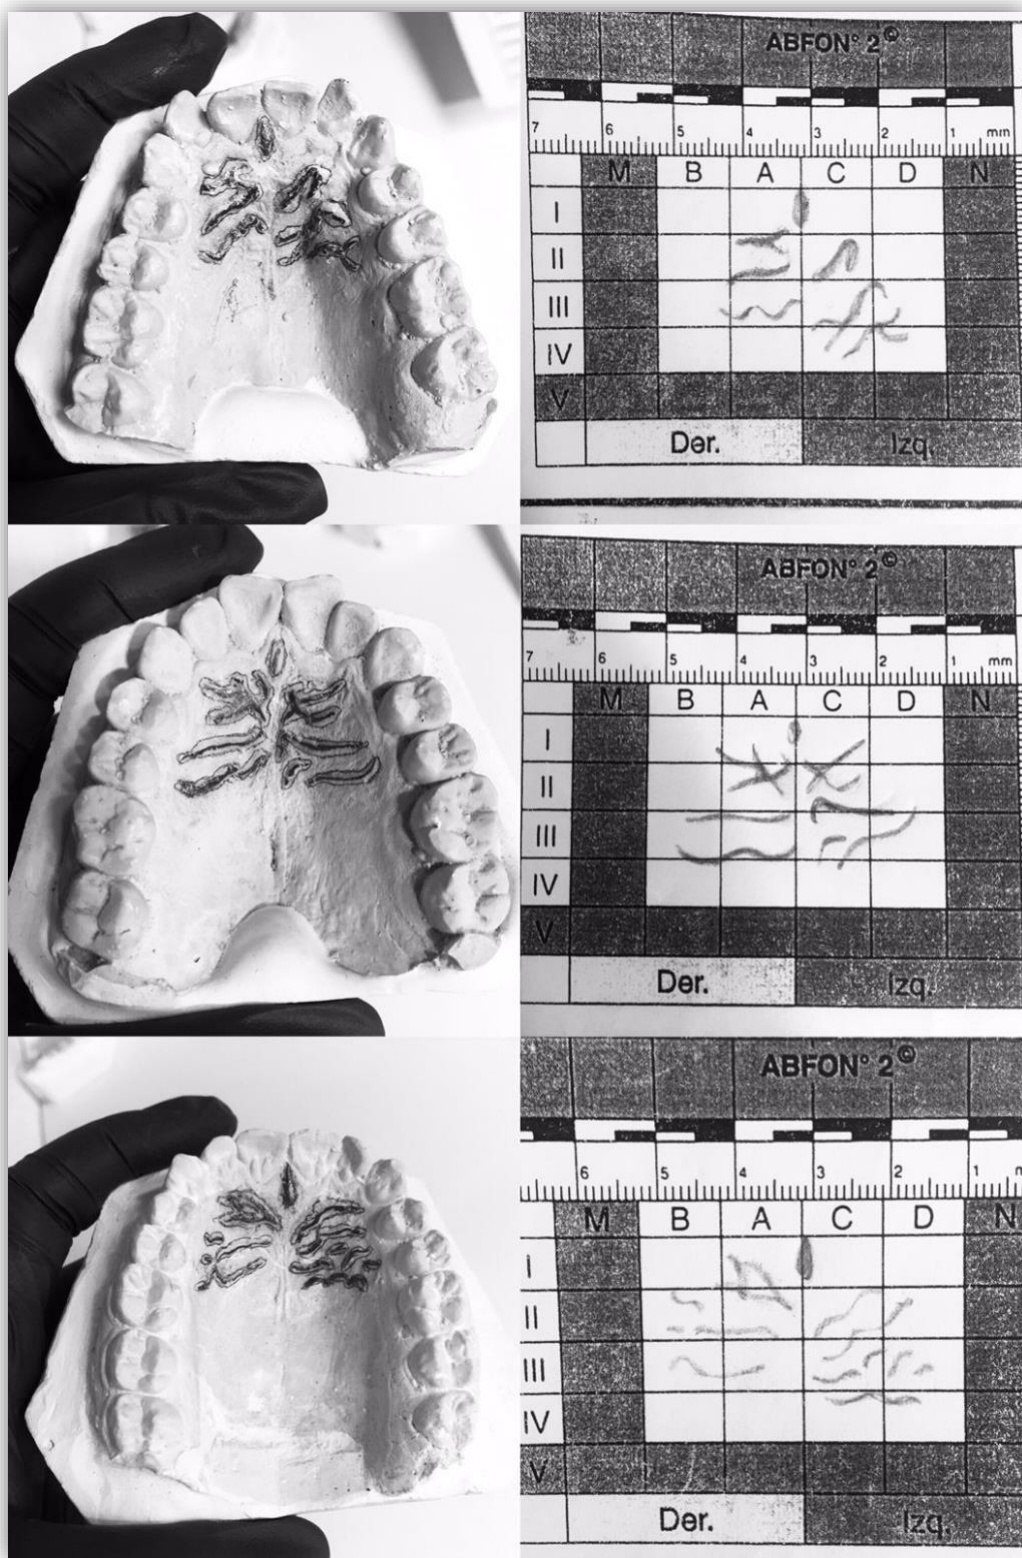 ABFON° 2©
7 6 5 4 3 2 1 mm
M B A C D N
I
II
III
IV
V
Der. Izq.
ABFON° 2©
7 6 5 4 3 2 1 mm
M B A C D N
I
II
III
IV
V
Der. Izq.
ABFON° 2©
6 5 4 3 2 1
M B A C D N
I
II
III
IV
V
Der. Izq.